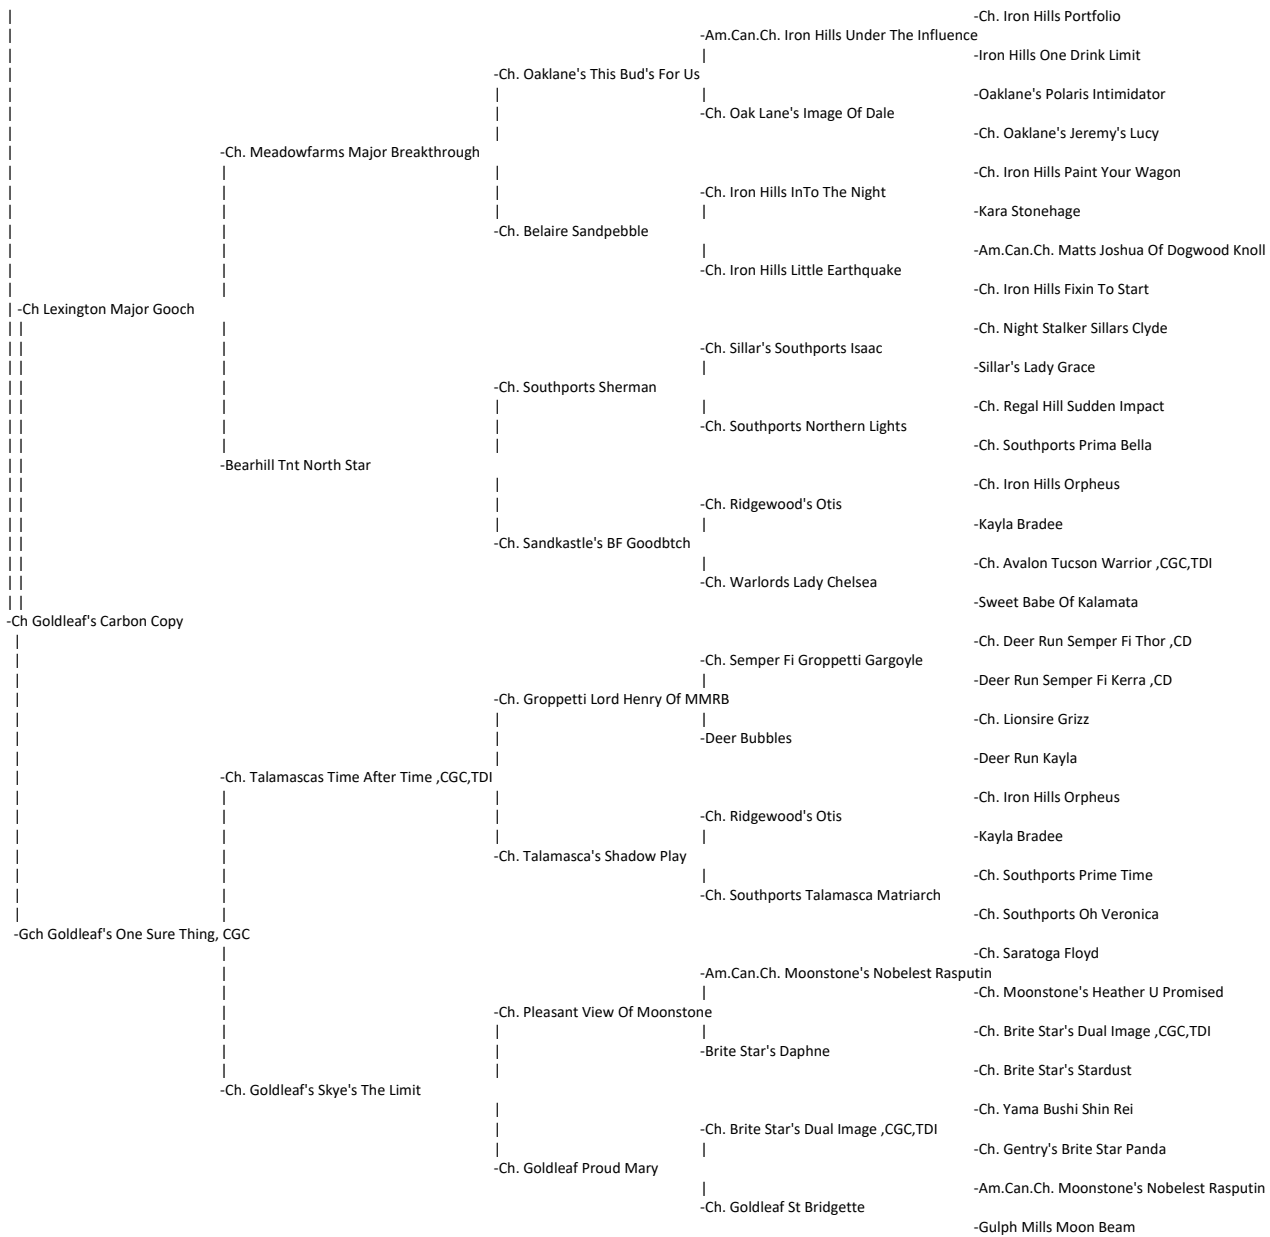 -Ch. Iron Hills Portfolio
-Am.Can.Ch. Iron Hills Under The Influence
-Iron Hills One Drink Limit
-Ch. Oaklane's This Bud's For Us
-Oaklane's Polaris Intimidator
-Ch. Oak Lane's Image Of Dale
-Ch. Oaklane's Jeremy's Lucy
-Ch. Meadowfarms Major Breakthrough
-Ch. Iron Hills Paint Your Wagon
-Ch. Iron Hills InTo The Night
-Kara Stonehage
-Ch. Belaire Sandpebble
-Am.Can.Ch. Matts Joshua Of Dogwood Knoll
-Ch. Iron Hills Little Earthquake
-Ch. Iron Hills Fixin To Start
-Ch Lexington Major Gooch
-Ch. Night Stalker Sillars Clyde
-Ch. Sillar's Southports Isaac
-Sillar's Lady Grace
-Ch. Southports Sherman
-Ch. Regal Hill Sudden Impact
-Ch. Southports Northern Lights
-Ch. Southports Prima Bella
-Bearhill Tnt North Star
-Ch. Iron Hills Orpheus
-Ch. Ridgewood's Otis
-Kayla Bradee
-Ch. Sandkastle's BF Goodbtch
-Ch. Avalon Tucson Warrior ,CGC,TDI
-Ch. Warlords Lady Chelsea
-Sweet Babe Of Kalamata
-Ch Goldleaf's Carbon Copy
-Ch. Deer Run Semper Fi Thor ,CD
-Ch. Semper Fi Groppetti Gargoyle
-Deer Run Semper Fi Kerra ,CD
-Ch. Groppetti Lord Henry Of MMRB
-Ch. Lionsire Grizz
-Deer Bubbles
-Deer Run Kayla
-Ch. Talamascas Time After Time ,CGC,TDI
-Ch. Iron Hills Orpheus
-Ch. Ridgewood's Otis
-Kayla Bradee
-Ch. Talamasca's Shadow Play
-Ch. Southports Prime Time
-Ch. Southports Talamasca Matriarch
-Ch. Southports Oh Veronica
-Gch Goldleaf's One Sure Thing, CGC
-Ch. Saratoga Floyd
-Am.Can.Ch. Moonstone's Nobelest Rasputin
-Ch. Moonstone's Heather U Promised
-Ch. Pleasant View Of Moonstone
-Ch. Brite Star's Dual Image ,CGC,TDI
-Brite Star's Daphne
-Ch. Brite Star's Stardust
-Ch. Goldleaf's Skye's The Limit
-Ch. Yama Bushi Shin Rei
-Ch. Brite Star's Dual Image ,CGC,TDI
-Ch. Gentry's Brite Star Panda
-Ch. Goldleaf Proud Mary
-Am.Can.Ch. Moonstone's Nobelest Rasputin
-Ch. Goldleaf St Bridgette
-Gulph Mills Moon Beam